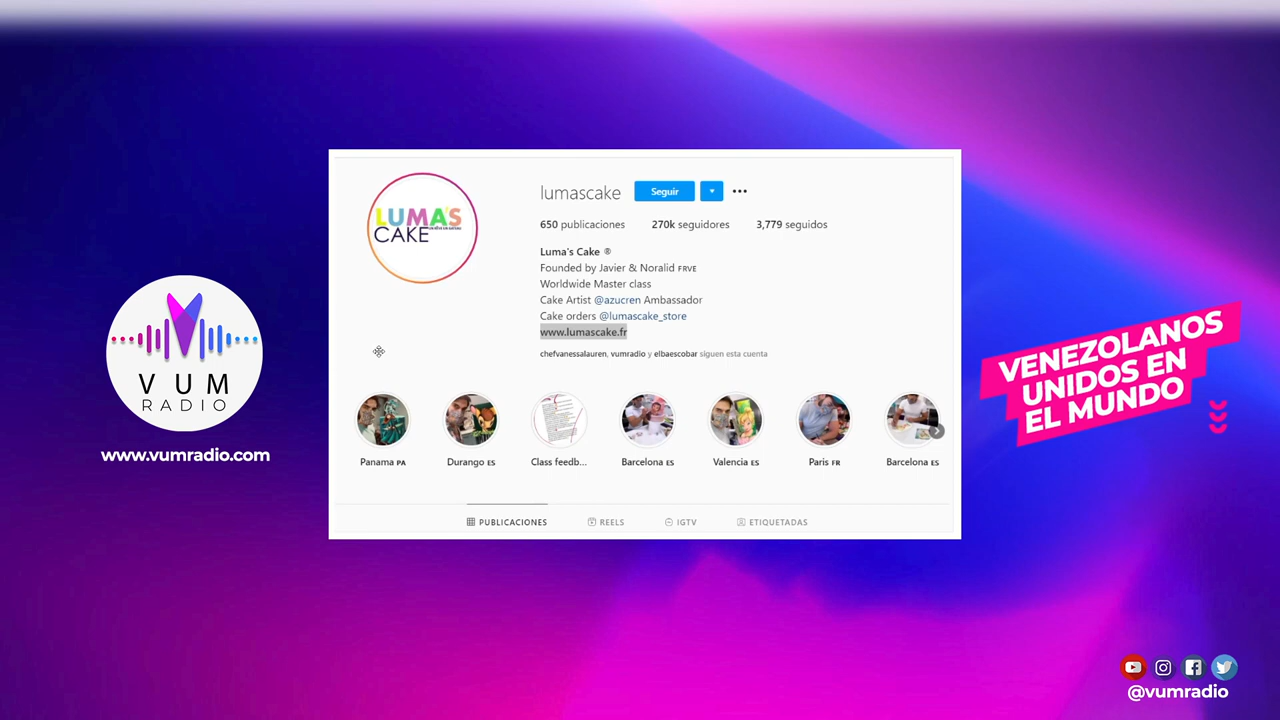 lumascake
Seguir
650 publicaciones 270k seguidores 3,779 seguidos
Luma's Cake ®
Founded by Javier & Noralid FRVE
Worldwide Master class
Cake Artist @azucren Ambassador
Cake orders @lumascake_store
www.lumascake.fr
chefvanessalauren, vumradio y elbaescobar siguen esta cuenta
LUMA'S
CAKE
Panama PA
Durango ES
Class feedb...
Barcelona ES
Valencia ES
Paris FR
Barcelona ES
PUBLICACIONES
REELS
IGTV
ETIQUETADAS
VUM
RADIO
www.vumradio.com
VENEZOLANOS
UNIDOS EN
EL MUNDO
@vumradio